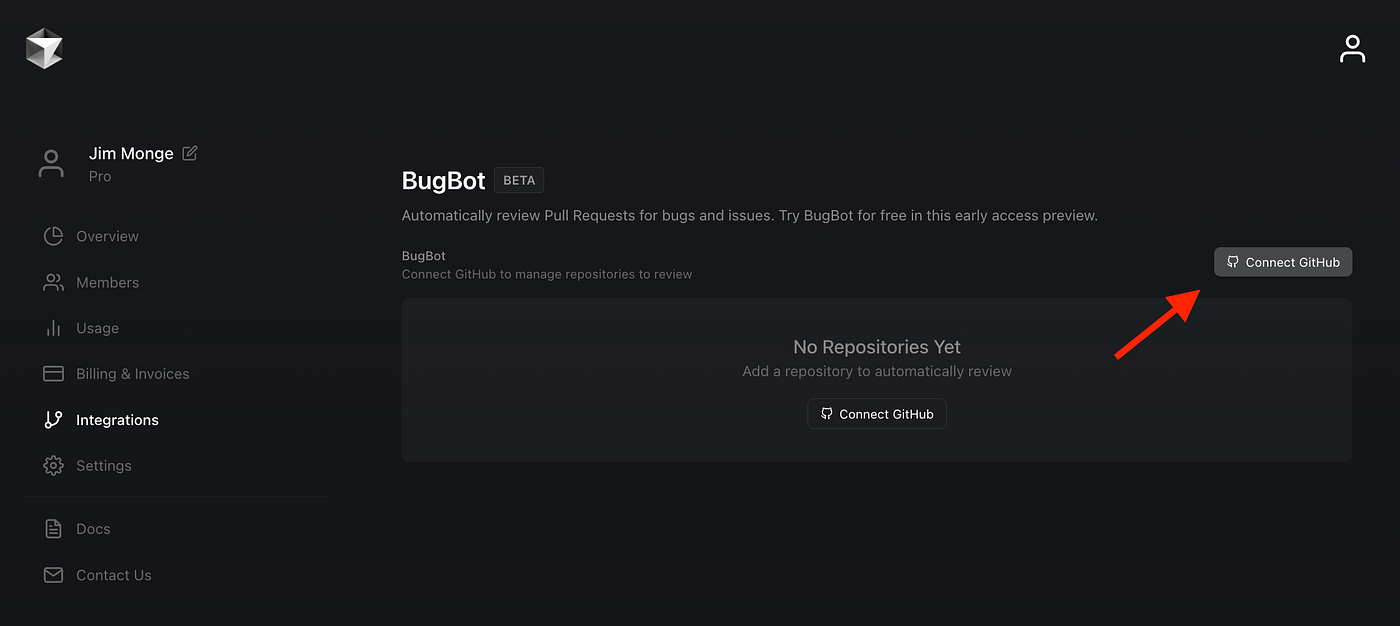 Jim Monge
Pro
Overview
Members
Usage
Billing & Invoices
Integrations
Settings
Docs
Contact Us
BugBot BETA
Automatically review Pull Requests for bugs and issues. Try BugBot for free in this early access preview.
BugBot
Connect GitHub to manage repositories to review
Connect GitHub
No Repositories Yet
Add a repository to automatically review
Connect GitHub